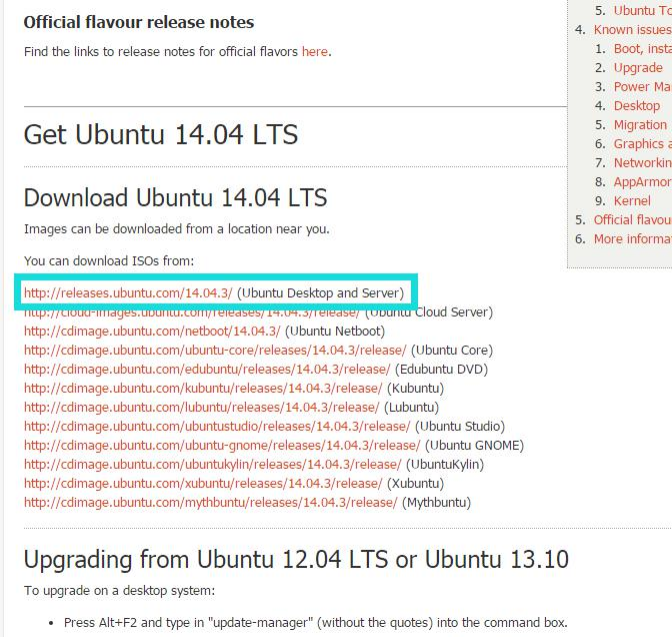 Official flavour release notes
Find the links to release notes for official flavors here.
Get Ubuntu 14.04 LTS
Download Ubuntu 14.04 LTS
Images can be downloaded from a location near you.
You can download ISOs from:
http://releases.ubuntu.com/14.04.3/ (Ubuntu Desktop and Server)
http://cloud-images.ubuntu.com/releases/14.04.3/release/ (Ubuntu Cloud Server)
http://cdimage.ubuntu.com/netboot/14.04.3/ (Ubuntu Netboot)
http://cdimage.ubuntu.com/ubuntu-core/releases/14.04.3/release/ (Ubuntu Core)
http://cdimage.ubuntu.com/edubuntu/releases/14.04.3/release/ (Edubuntu DVD)
http://cdimage.ubuntu.com/kubuntu/releases/14.04.3/release/ (Kubuntu)
http://cdimage.ubuntu.com/lubuntu/releases/14.04.3/release/ (Lubuntu)
http://cdimage.ubuntu.com/ubuntustudio/releases/14.04.3/release/ (Ubuntu Studio)
http://cdimage.ubuntu.com/ubuntu-gnome/releases/14.04.3/release/ (Ubuntu GNOME)
http://cdimage.ubuntu.com/ubuntukylin/releases/14.04.3/release/ (UbuntuKylin)
http://cdimage.ubuntu.com/xubuntu/releases/14.04.3/release/ (Xubuntu)
http://cdimage.ubuntu.com/mythbuntu/releases/14.04.3/release/ (Mythbuntu)
Upgrading from Ubuntu 12.04 LTS or Ubuntu 13.10
To upgrade on a desktop system:
• Press Alt+F2 and type in "update-manager" (without the quotes) into the command box.
5. Ubuntu To
4. Known issues
1. Boot, insta
2. Upgrade
3. Power Ma
4. Desktop
5. Migration
6. Graphics a
7. Networkin
8. AppArmor
9. Kernel
5. Official flavou
6. More informa